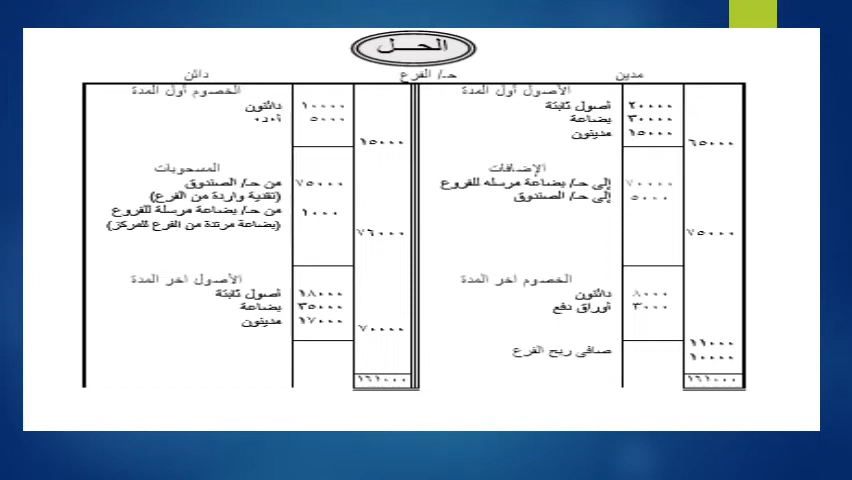 الحـــل
مدين
حـ/ الفرع
دائن
الأصول أول المدة
٢٠٠٠٠ أصول ثابتة
٣٠٠٠٠ بضاعة
١٥٠٠٠ مدينون
٦٥٠٠٠
الإضافات
٧٠٠٠٠ إلى حـ/ بضاعة مرسله للفروع
٥٠٠٠ إلى حـ/ الصندوق
٧٥٠٠٠
الخصوم اخر المدة
٨٠٠٠ دائنون
٣٠٠٠ أوراق دفع
١١٠٠٠
١٠٠٠٠ صافى ربح الفرع
١٦١٠٠٠
الخصوم أول المدة
١٠٠٠٠ دائنون
٥٠٠٠
١٥٠٠٠
المسحوبات
٧٥٠٠٠ من حـ/ الصندوق
(نقدية واردة من الفرع)
١٠٠٠ من حـ/ بضاعة مرسلة للفروع
(بضاعة مرتدة من الفرع للمركز)
٧٦٠٠٠
الأصول اخر المدة
١٨٠٠٠ أصول ثابتة
٣٥٠٠٠ بضاعة
١٧٠٠٠ مدينون
٧٠٠٠٠
١٦١٠٠٠